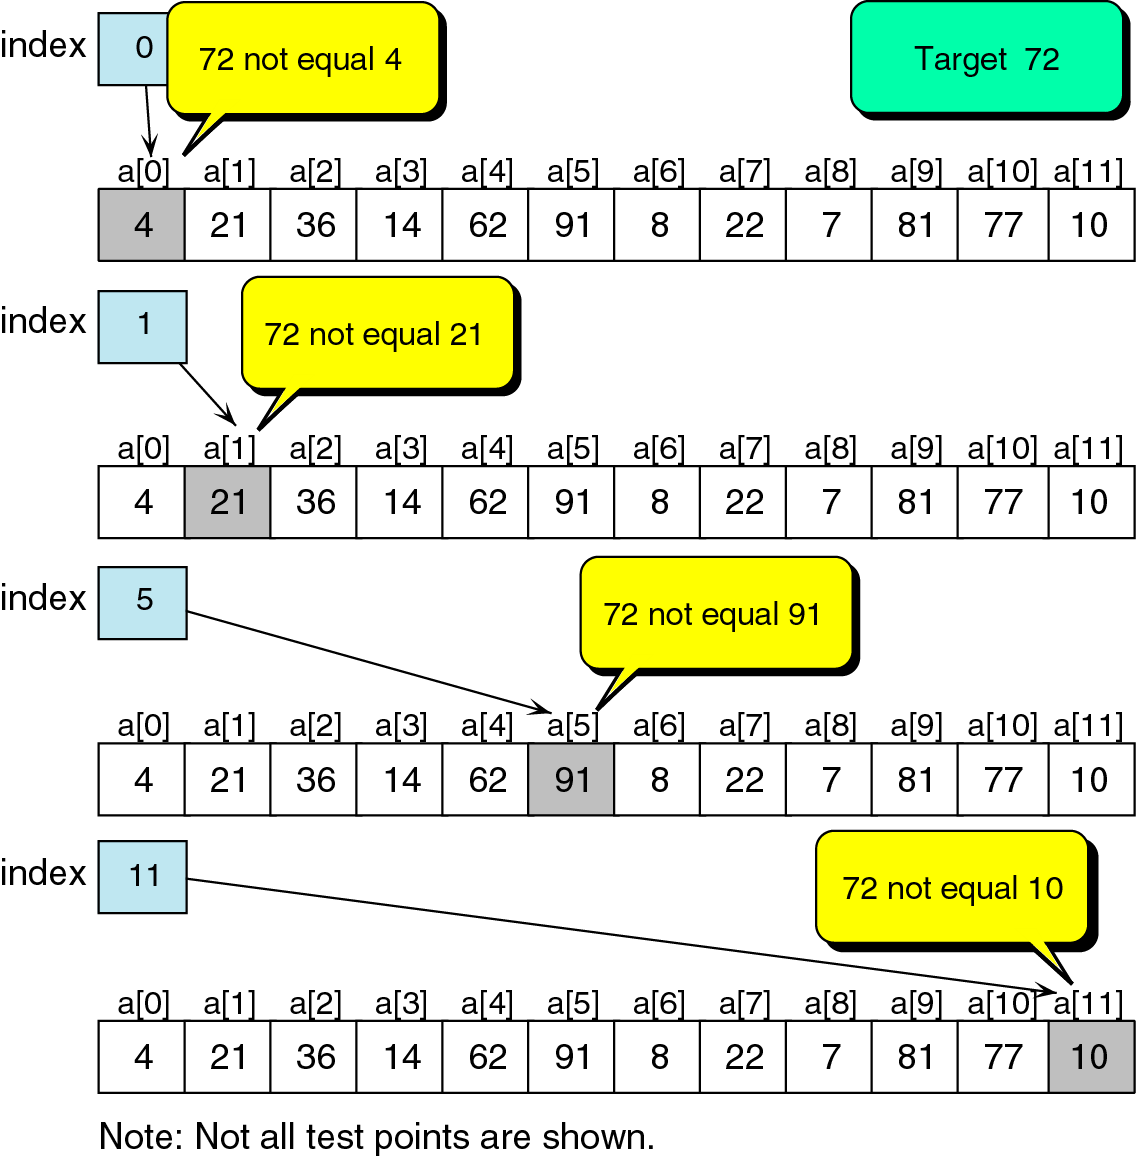 index 0 72 not equal 4 Target 72
a[0] a[1] a[2] a[3] a[4] a[5] a[6] a[7] a[8] a[9] a[10] a[11]
4 21 36 14 62 91 8 22 7 81 77 10
index 1 72 not equal 21
a[0] a[1] a[2] a[3] a[4] a[5] a[6] a[7] a[8] a[9] a[10] a[11]
4 21 36 14 62 91 8 22 7 81 77 10
index 5 72 not equal 91
a[0] a[1] a[2] a[3] a[4] a[5] a[6] a[7] a[8] a[9] a[10] a[11]
4 21 36 14 62 91 8 22 7 81 77 10
index 11 72 not equal 10
a[0] a[1] a[2] a[3] a[4] a[5] a[6] a[7] a[8] a[9] a[10] a[11]
4 21 36 14 62 91 8 22 7 81 77 10
Note: Not all test points are shown.